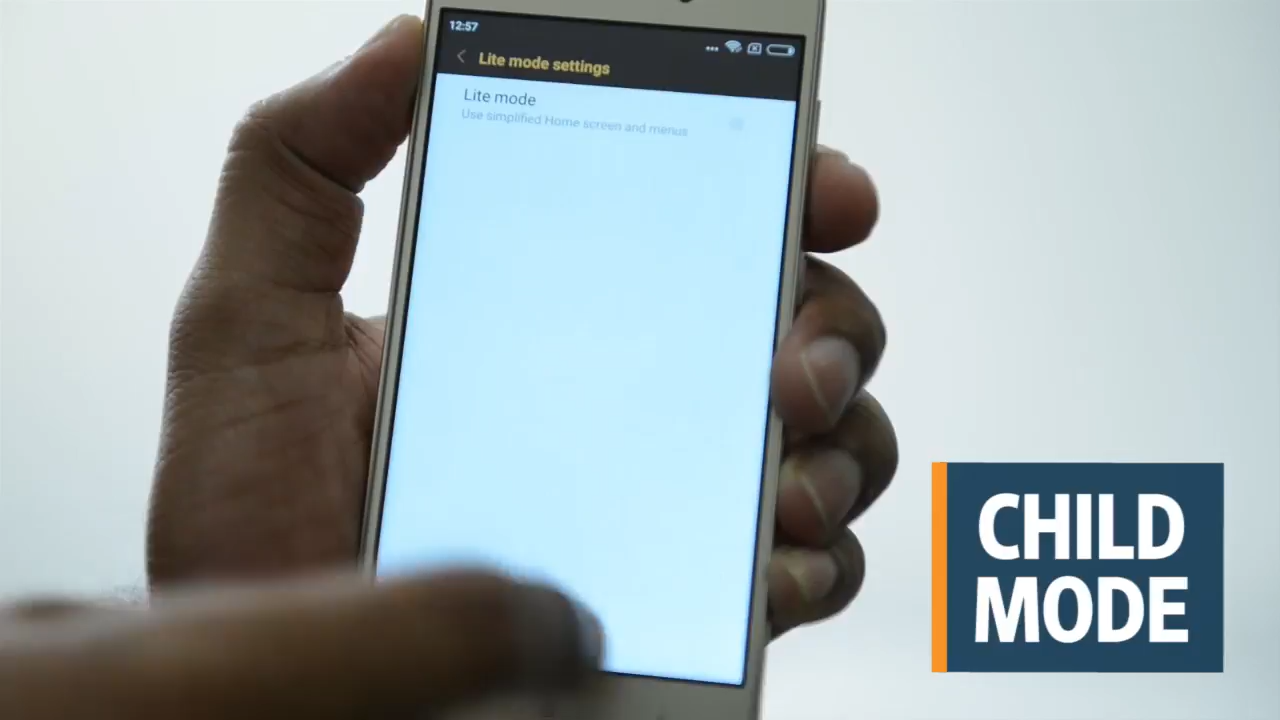 12:57
Lite mode settings
Lite mode
Use simplified Home screen and menus
CHILD
MODE